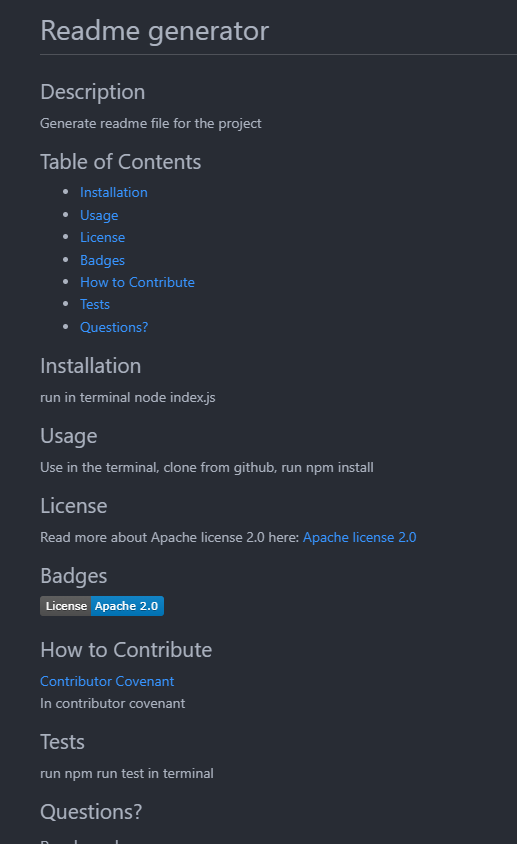 Readme generator
Description
Generate readme file for the project
Table of Contents
Installation
Usage
License
Badges
How to Contribute
Tests
Questions?
Installation
run in terminal node index.js
Usage
Use in the terminal, clone from github, run npm install
License
Read more about Apache license 2.0 here: Apache license 2.0
Badges
License Apache 2.0
How to Contribute
Contributor Covenant
In contributor covenant
Tests
run npm run test in terminal
Questions?